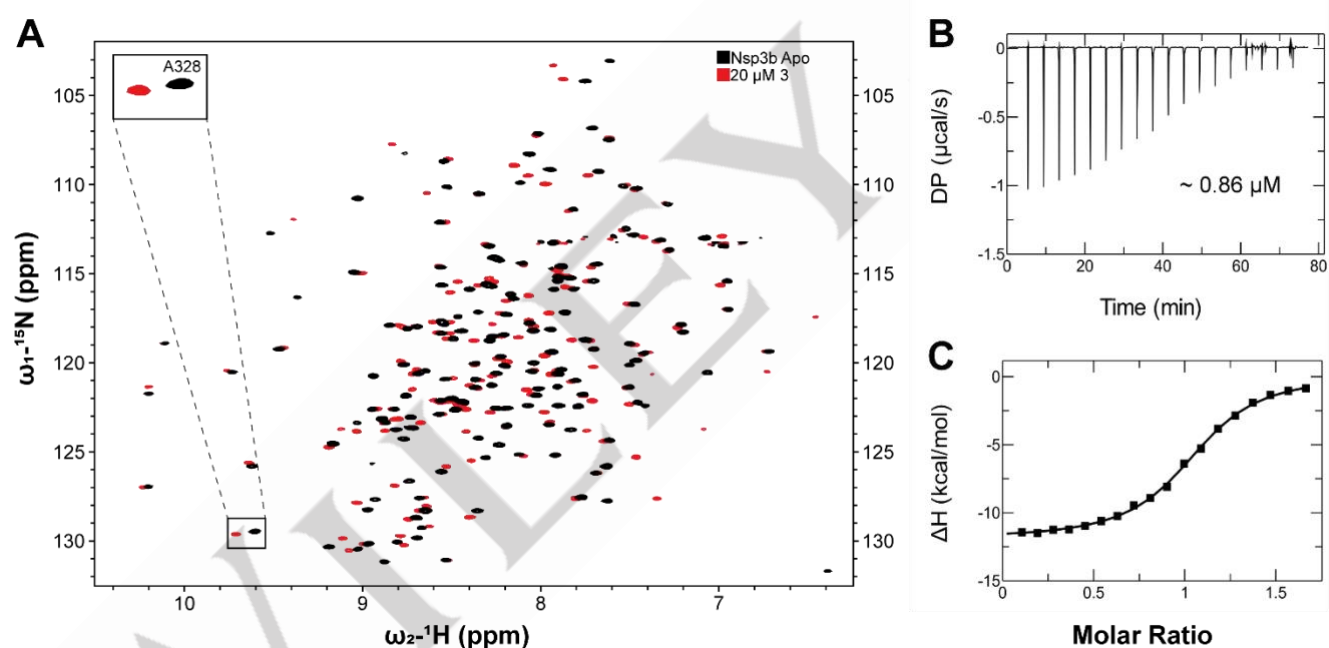 A
A328
Nsp3b Apo
20 µM 3
105
110
115
120
125
130
105
110
115
120
125
130
ω₁-¹⁵N (ppm)
10
9
8
7
ω₂-¹H (ppm)
B
0
-0.5
-1
-1.5
DP (µcal/s)
~ 0.86 µM
0
20
40
60
80
Time (min)
C
0
-5
-10
-15
ΔH (kcal/mol)
0
0.5
1
1.5
Molar Ratio
WILEY